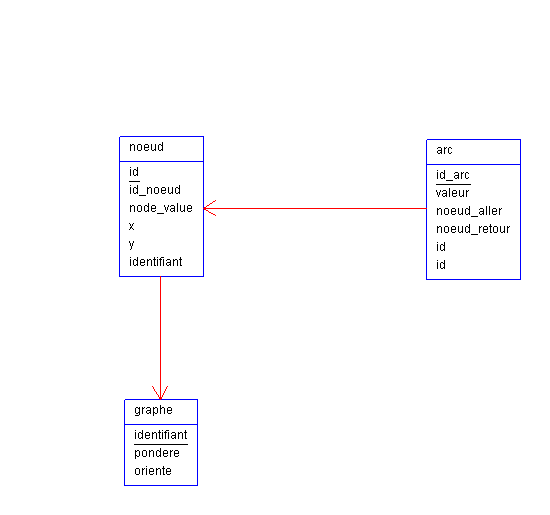 noeud
id
id_noeud
node_value
x
y
identifiant
arc
id_arc
valeur
noeud_aller
noeud_retour
id
id
graphe
identifiant
pondere
oriente